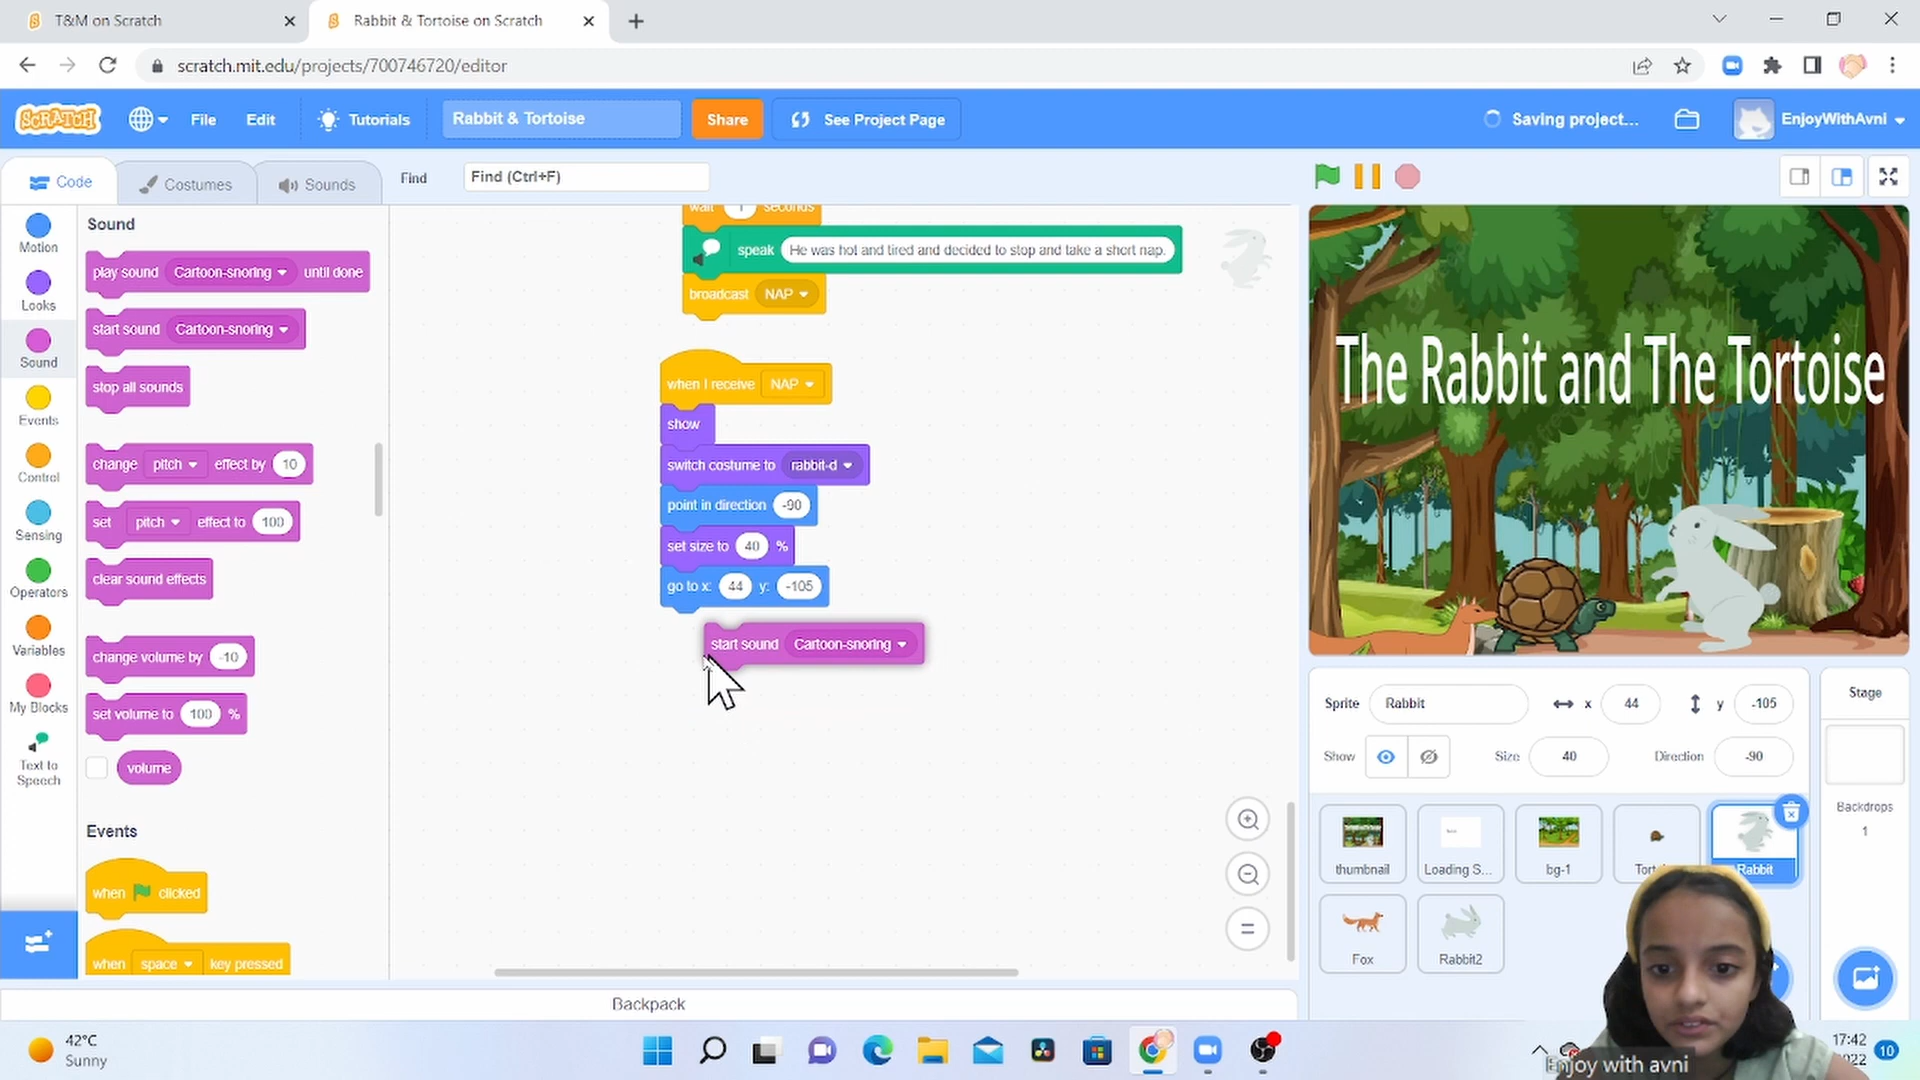 T&M on Scratch
Rabbit & Tortoise on Scratch
scratch.mit.edu/projects/700746720/editor
SCRATCH
File
Edit
Tutorials
Rabbit & Tortoise
Share
See Project Page
Saving project...
EnjoyWithAvni
Code
Costumes
Sounds
Find
Find (Ctrl+F)
Motion
Looks
Sound
Events
Control
Sensing
Operators
Variables
My Blocks
Text to
Speech
Sound
play sound Cartoon-snoring until done
start sound Cartoon-snoring
stop all sounds
change pitch effect by 10
set pitch effect to 100
clear sound effects
change volume by -10
set volume to 100 %
volume
Events
when clicked
when space key pressed
wait 1 seconds
speak He was hot and tired and decided to stop and take a short nap.
broadcast NAP
when I receive NAP
show
switch costume to rabbit-d
point in direction -90
set size to 40 %
go to x: 44 y: -105
start sound Cartoon-snoring
Backpack
The Rabbit and The Tortoise
Sprite Rabbit x 44 y -105
Show Size 40 Direction -90
thumbnail
Loading S...
bg-1
Rabbit
Fox
Rabbit2
Stage
Backdrops
1
42°C
Sunny
17:42
10
Enjoy with avni